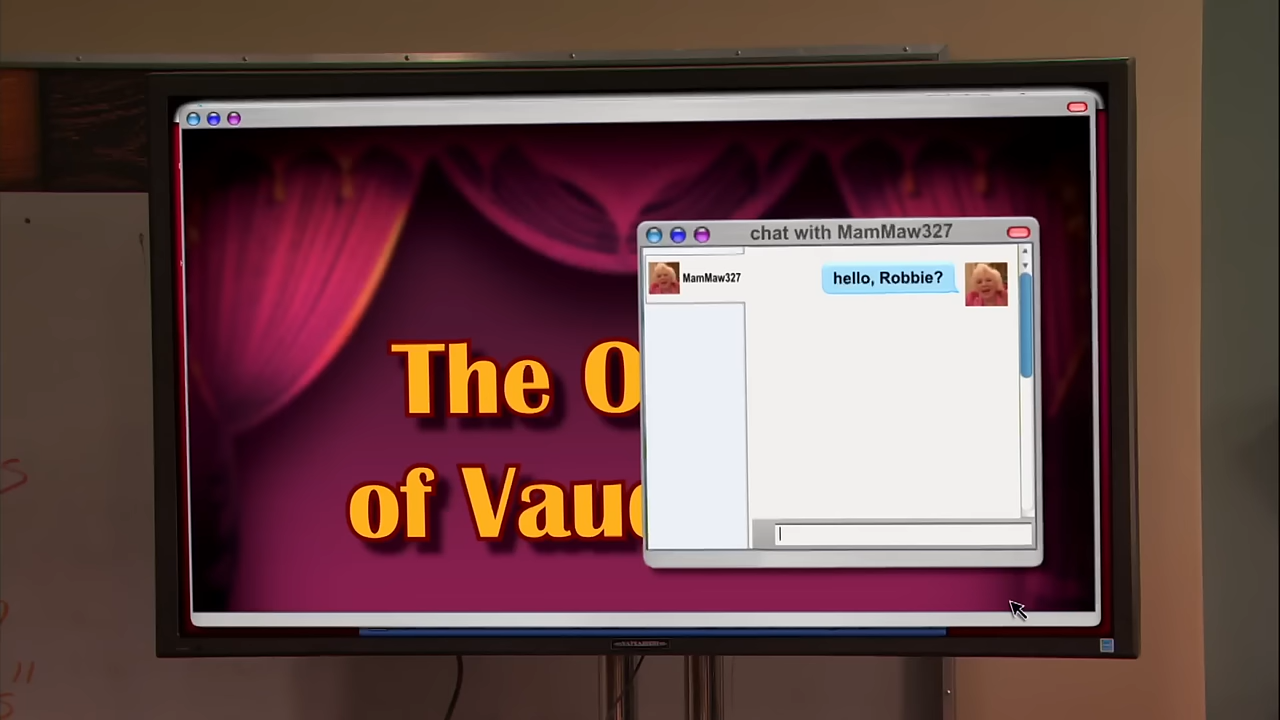 chat with MamMaw327
MamMaw327
hello, Robbie?
The O
of Vau